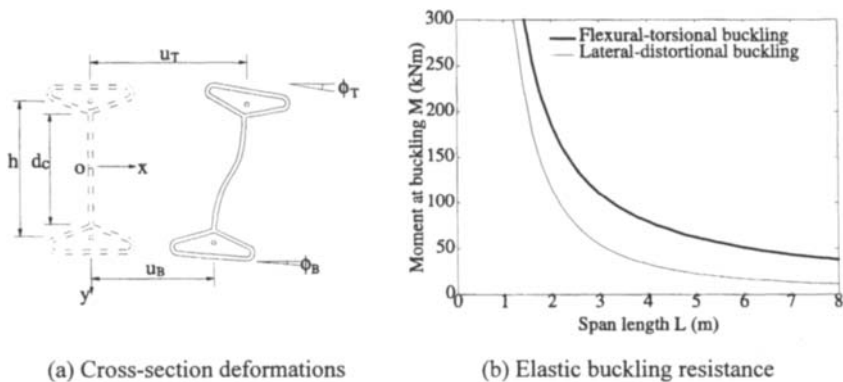 u_T
ϕ_T
h
d_c
o
x
u_B
ϕ_B
y
(a) Cross-section deformations
300
250
200
150
100
50
0
Moment at buckling M (kNm)
Flexural-torsional buckling
Lateral-distortional buckling
0 1 2 3 4 5 6 7 8
Span length L (m)
(b) Elastic buckling resistance